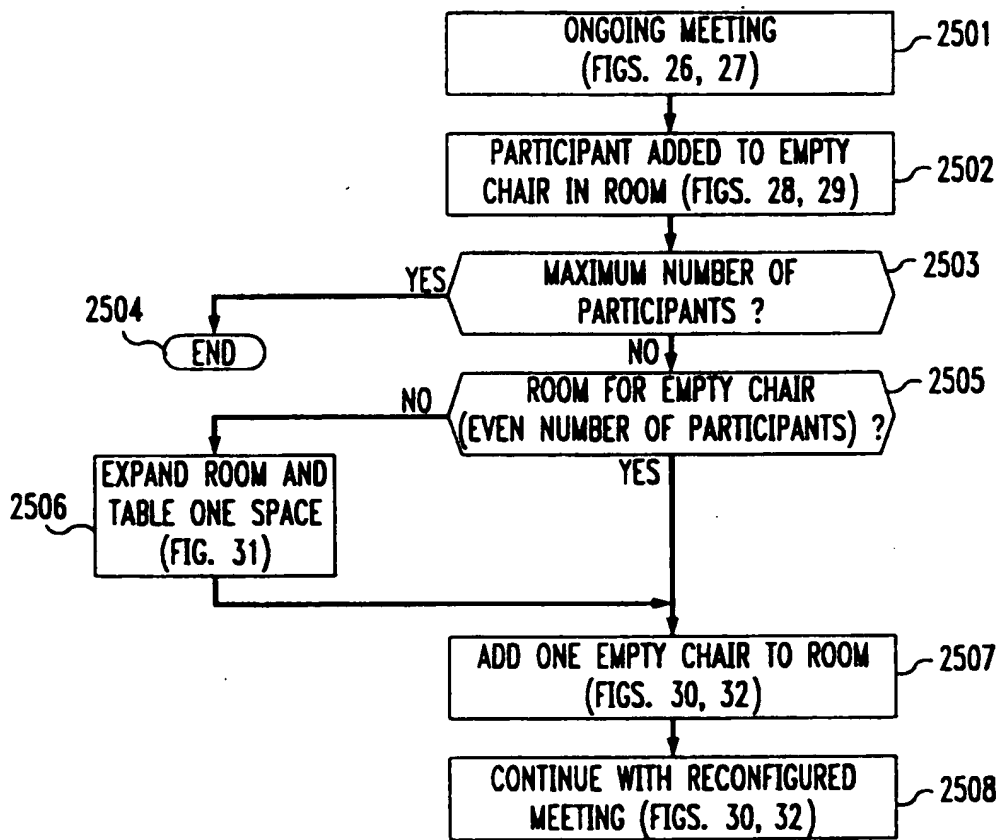 ONGOING MEETING
(FIGS. 26, 27)
2501
PARTICIPANT ADDED TO EMPTY
CHAIR IN ROOM (FIGS. 28, 29)
2502
MAXIMUM NUMBER OF
PARTICIPANTS ?
2503
YES
2504
END
NO
ROOM FOR EMPTY CHAIR
(EVEN NUMBER OF PARTICIPANTS) ?
2505
NO
YES
EXPAND ROOM AND
TABLE ONE SPACE
(FIG. 31)
2506
ADD ONE EMPTY CHAIR TO ROOM
(FIGS. 30, 32)
2507
CONTINUE WITH RECONFIGURED
MEETING (FIGS. 30, 32)
2508